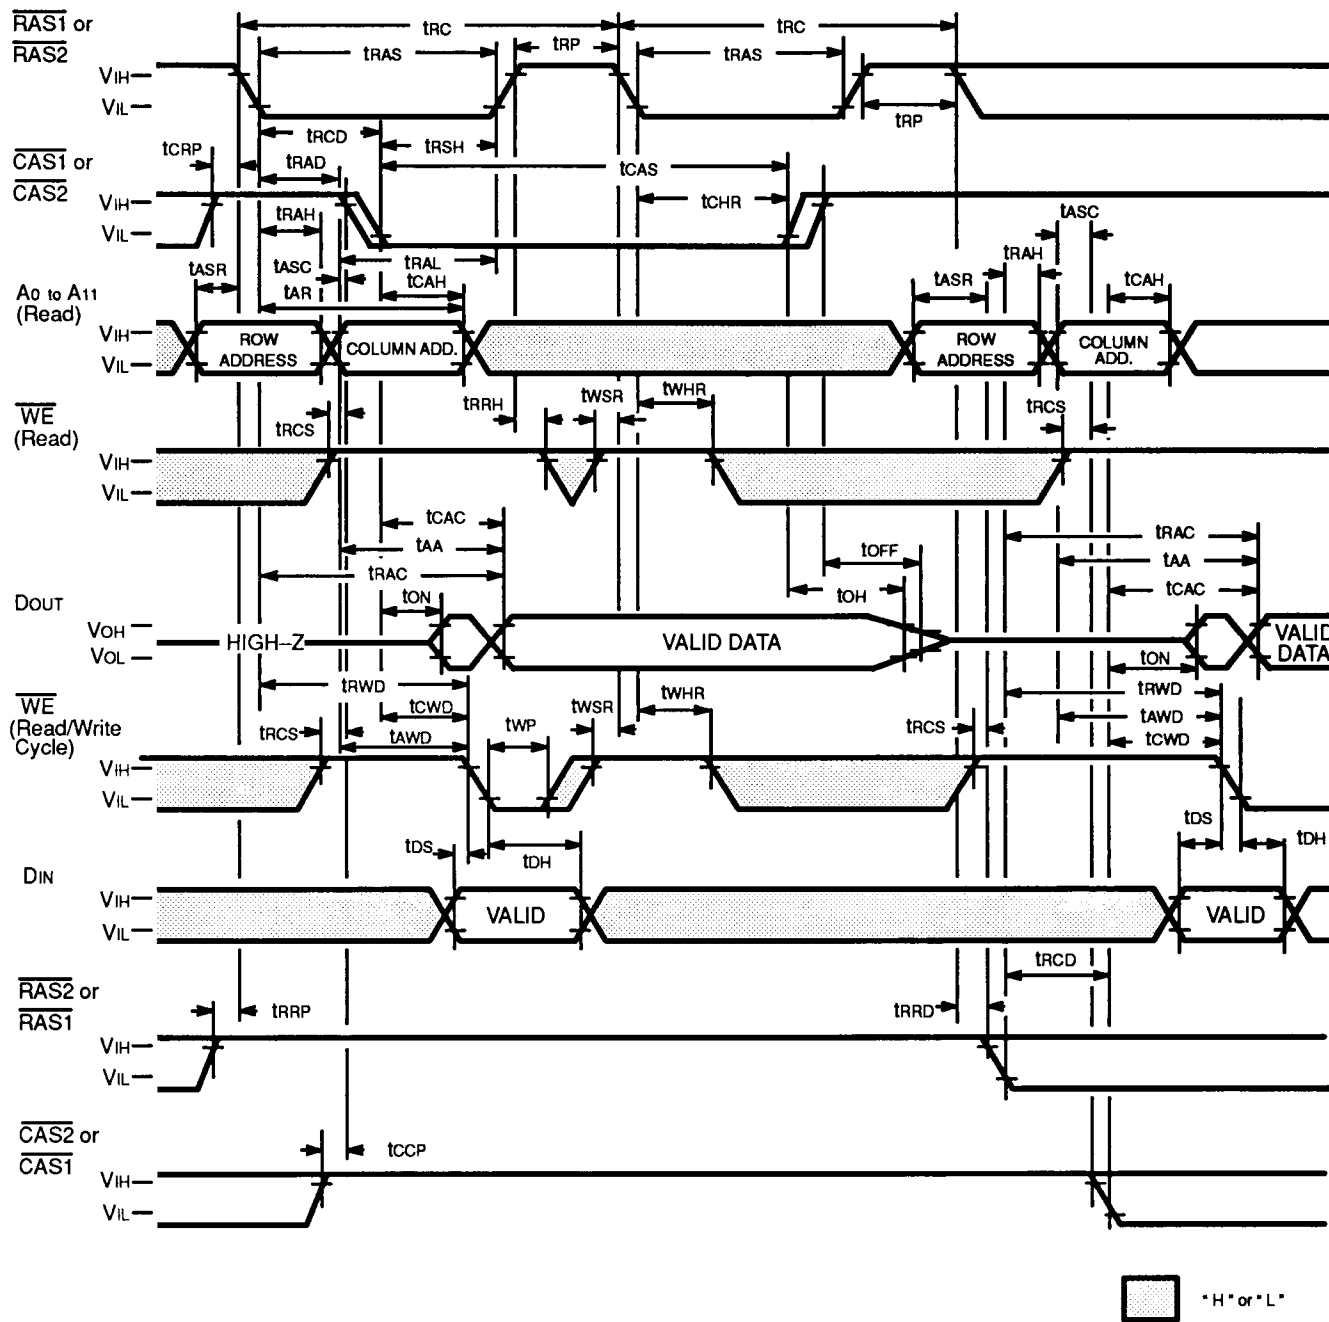 RAS1 or
RAS2
tRC
tRC
tRAS
tRP
tRAS
VIH
VIL
tRP
tRCD
tRSH
tCRP
tRAD
tCAS
CAS1 or
CAS2
VIH
VIL
tCHR
tRAH
tASC
tRAH
tASR
tASC
tRAL
tAR
tCAH
tASR
tCAH
A0 to A11
(Read)
VIH
VIL
ROW
ADDRESS
COLUMN ADD.
ROW
ADDRESS
COLUMN
ADD.
tRRH
tWSR
tWHR
tRCS
tRCS
WE
(Read)
VIH
VIL
tCAC
tAA
tRAC
tON
tOFF
tOH
tRAC
tAA
tCAC
DOUT
VOH
VOL
HIGH-Z
VALID DATA
VALID
DATA
tON
tRWD
tCWD
tAWD
tRCS
tWP
tWSR
tWHR
tRCS
tRWD
tAWD
tCWD
WE
(Read/Write
Cycle)
VIH
VIL
tDS
tDH
tDS
tDH
DIN
VIH
VIL
VALID
VALID
tRCD
RAS2 or
RAS1
tRRP
tRRD
VIH
VIL
CAS2 or
CAS1
tCCP
VIH
VIL
"H" or "L"